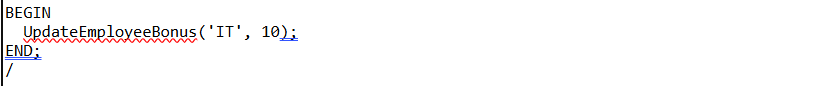 BEGIN
UpdateEmployeeBonus('IT', 10);
END;
/